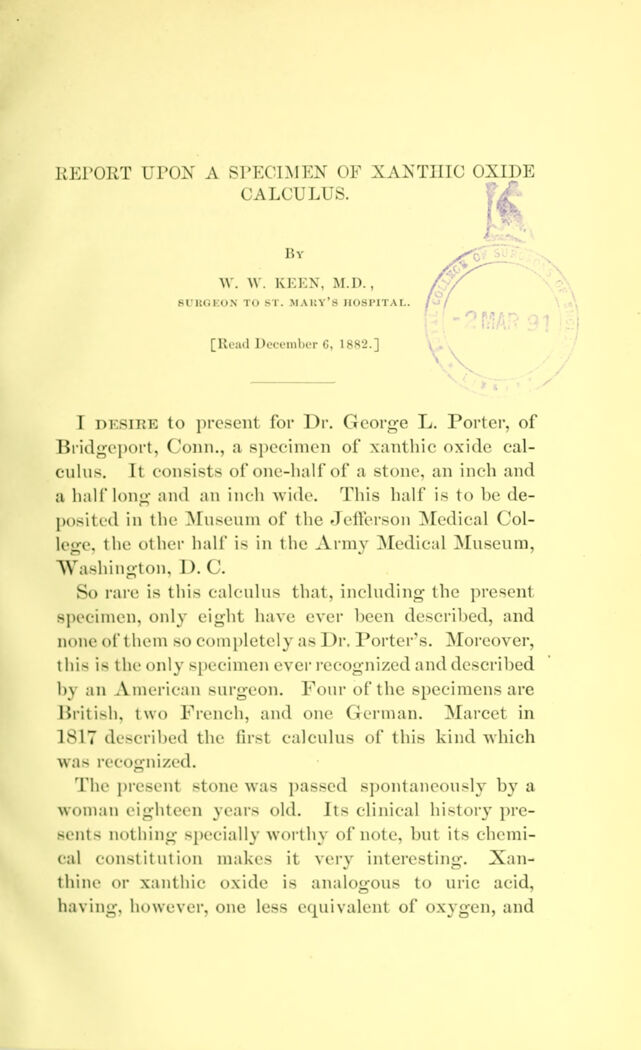 REPORT UPON A SPECIMEN OF XANTHIC OXIDE
CALCULUS.
By
W. W. KEEN, M.D.,
SURGEON TO ST. MARY'S HOSPITAL.
COLLEGE OF SURGEONS OF
-2 MAR 91
[Read December 6, 1882.]
I DESIRE to present for Dr. George L. Porter, of
Bridgeport, Conn., a specimen of xanthic oxide cal-
culus. It consists of one-half of a stone, an inch and
a half long and an inch wide. This half is to be de-
posited in the Museum of the Jefferson Medical Col-
lege, the other half is in the Army Medical Museum,
Washington, D. C.
So rare is this calculus that, including the present
specimen, only eight have ever been described, and
none of them so completely as Dr. Porter's. Moreover,
this is the only specimen ever recognized and described
by an American surgeon. Four of the specimens are
British, two French, and one German. Marcet in
1817 described the first calculus of this kind which
was recognized.
The present stone was passed spontaneously by a
woman eighteen years old. Its clinical history pre-
sents nothing specially worthy of note, but its chemi-
cal constitution makes it very interesting. Xan-
thine or xanthic oxide is analogous to uric acid,
having, however, one less equivalent of oxygen, and